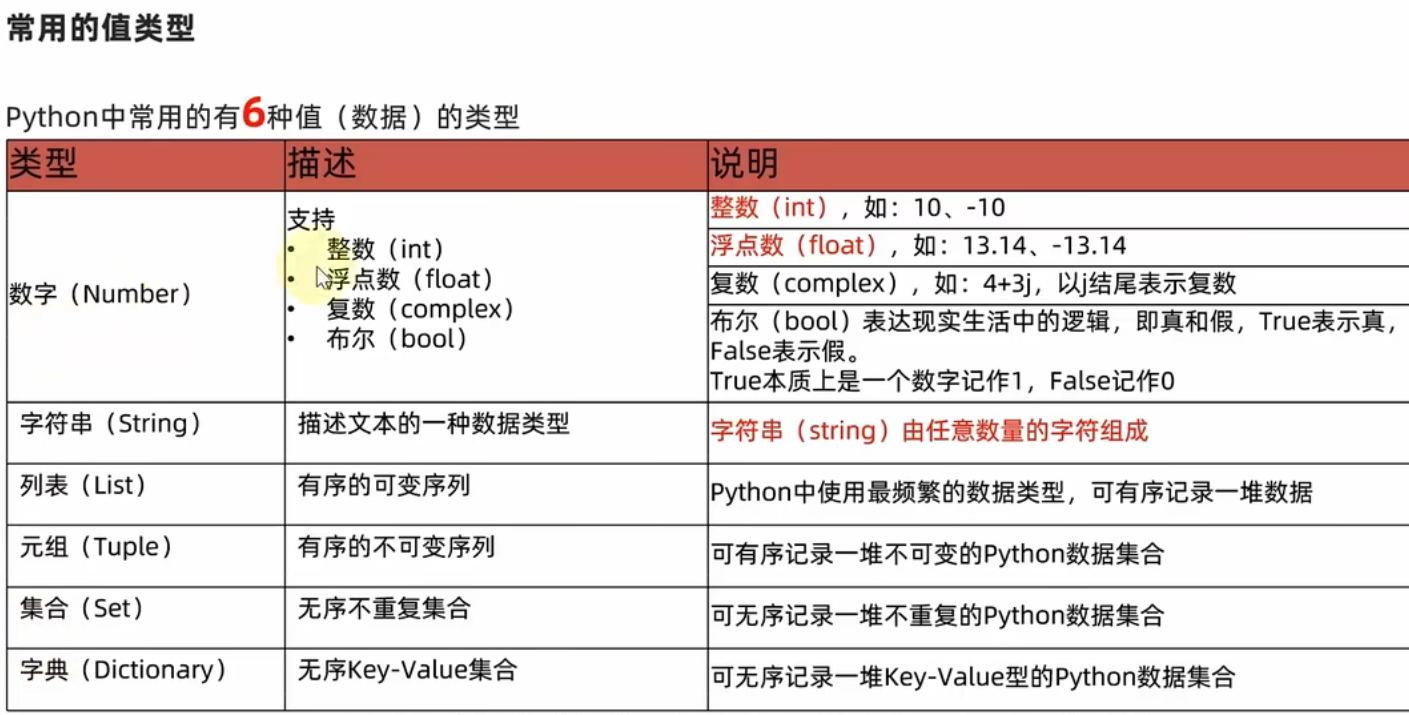 常用的值类型
Python中常用的有6种值（数据）的类型
类型 描述 说明
数字（Number）
支持
• 整数（int）
• 浮点数（float）
• 复数（complex）
• 布尔（bool）
整数（int），如：10、-10
浮点数（float），如：13.14、-13.14
复数（complex），如：4+3j，以j结尾表示复数
布尔（bool）表达现实生活中的逻辑，即真和假，True表示真，
False表示假。
True本质上是一个数字记作1，False记作0
字符串（String） 描述文本的一种数据类型 字符串（string）由任意数量的字符组成
列表（List） 有序的可变序列 Python中使用最频繁的数据类型，可有序记录一堆数据
元组（Tuple） 有序的不可变序列 可有序记录一堆不可变的Python数据集合
集合（Set） 无序不重复集合 可无序记录一堆不重复的Python数据集合
字典（Dictionary） 无序Key-Value集合 可无序记录一堆Key-Value型的Python数据集合